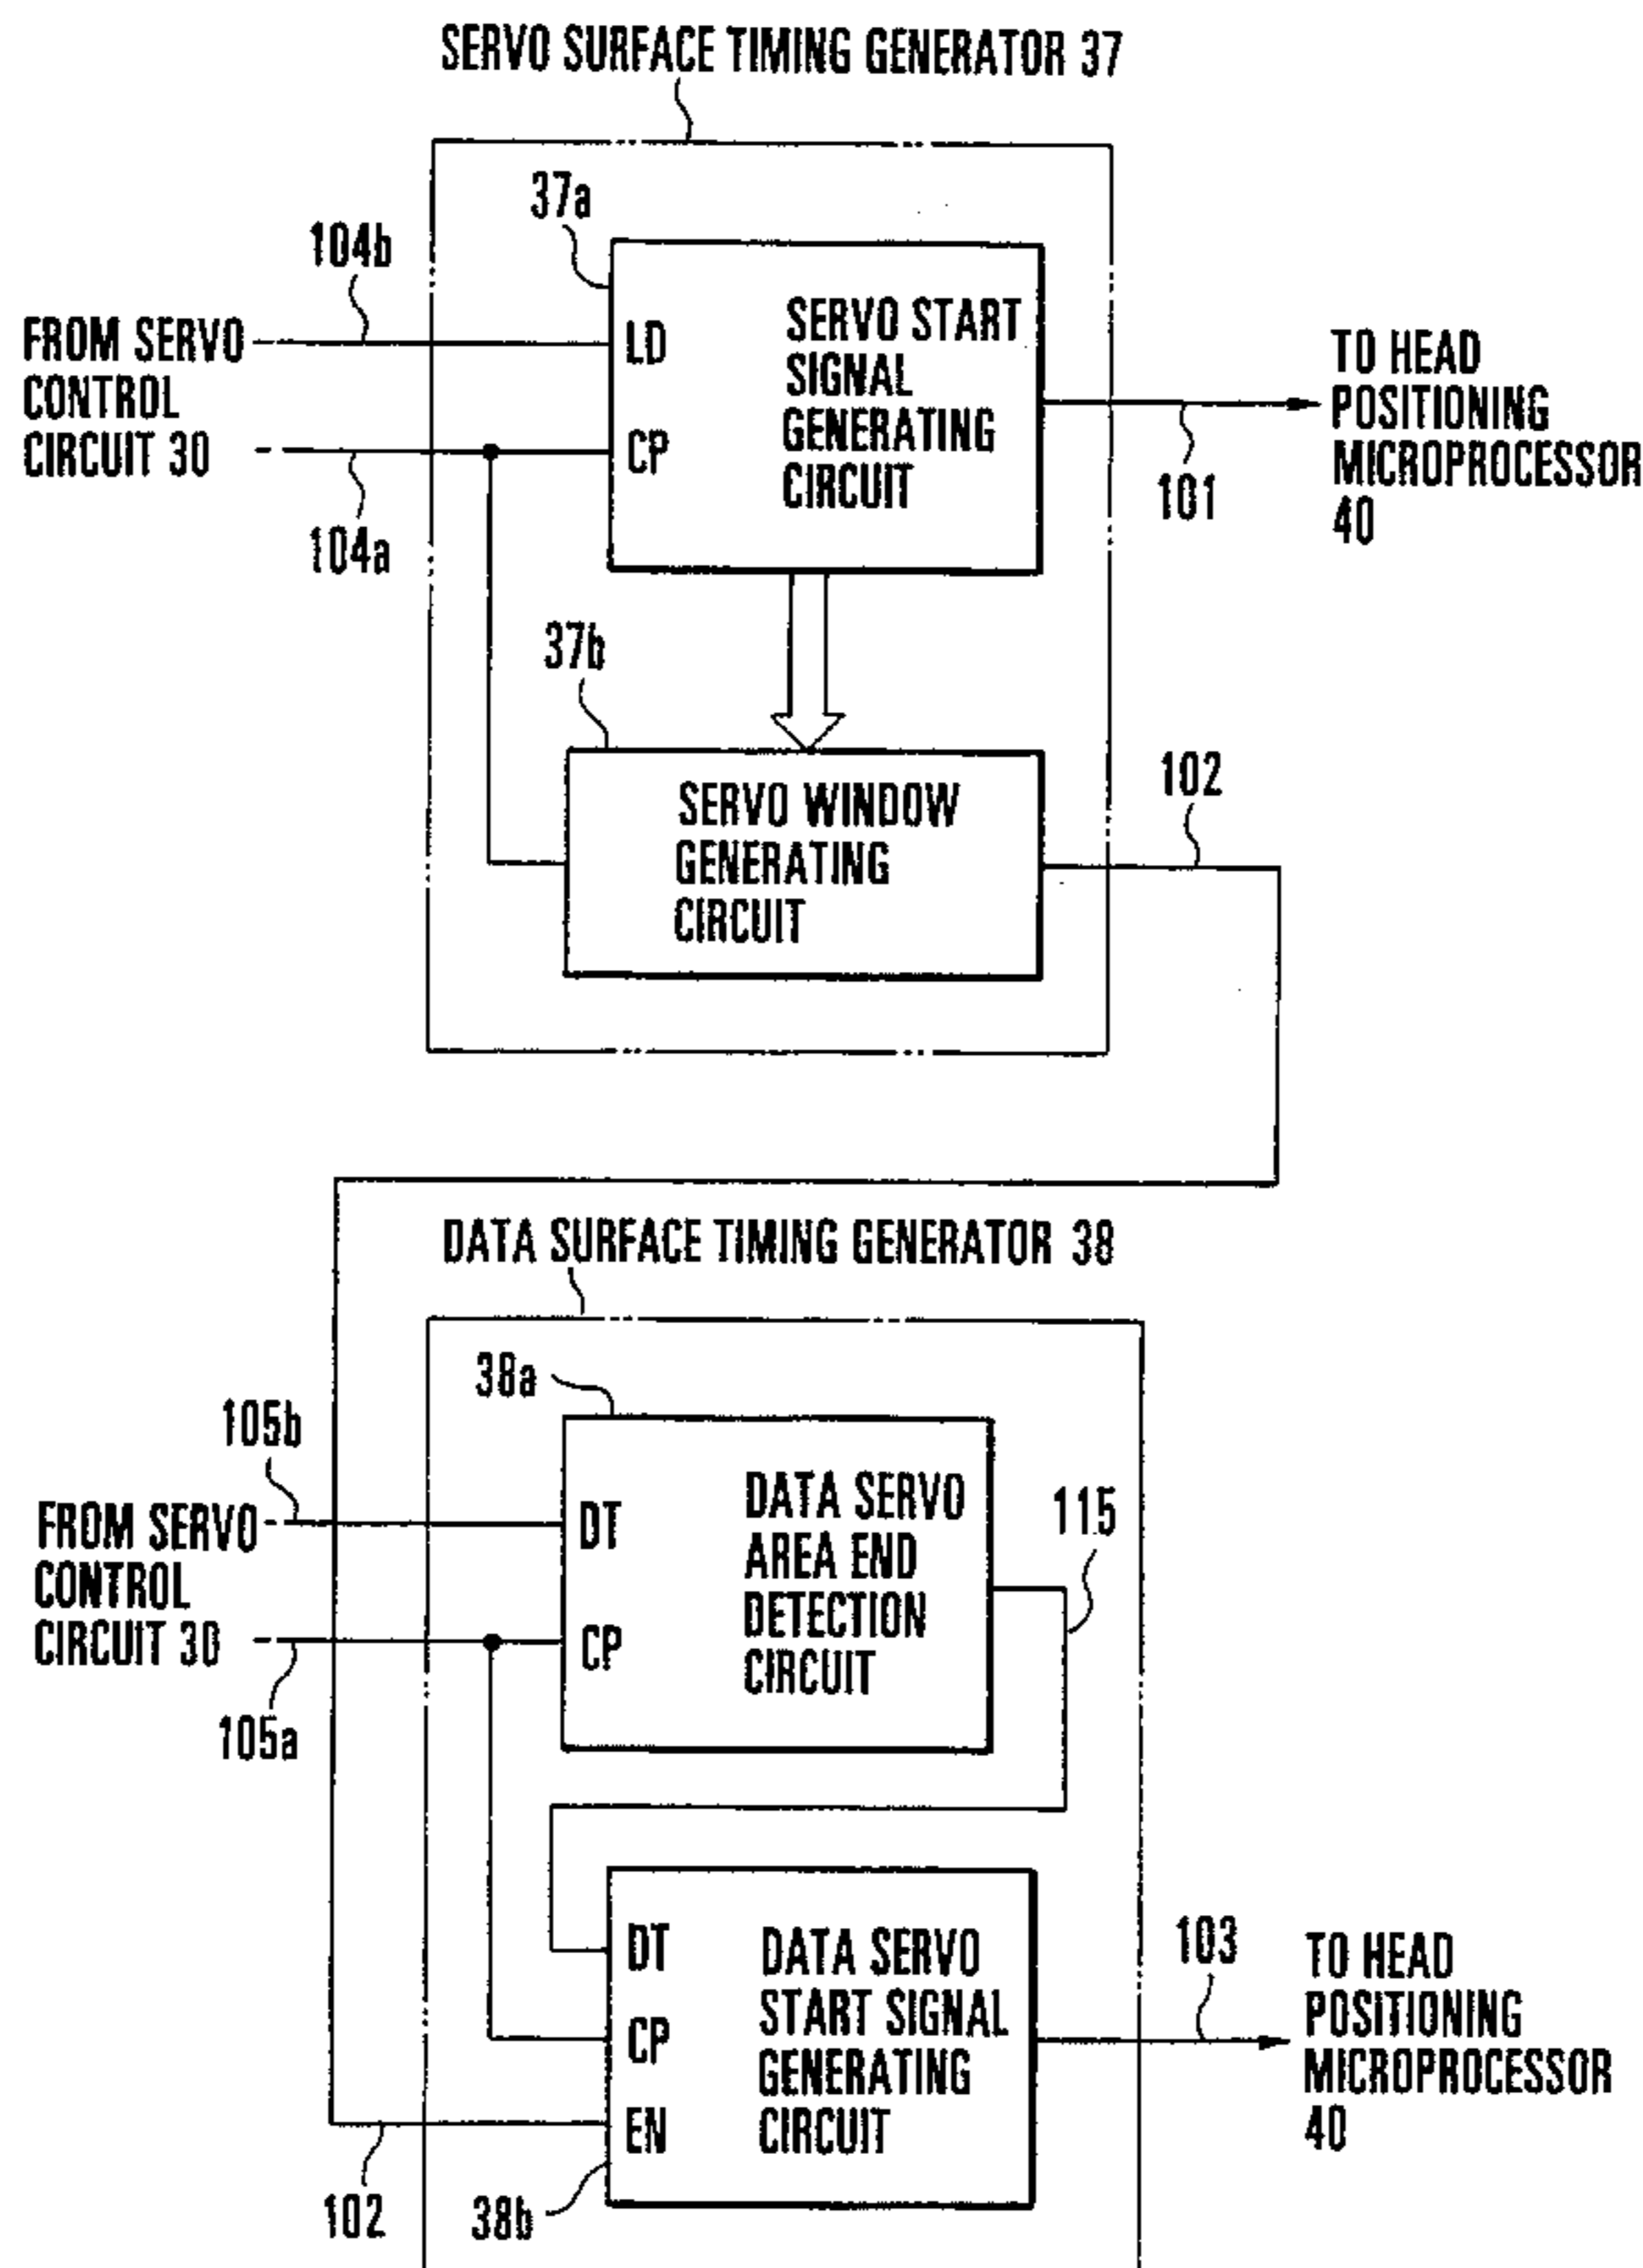 SERVO SURFACE TIMING GENERATOR 37
37a
104b
FROM SERVO
CONTROL
CIRCUIT 30
LD
CP
SERVO START
SIGNAL
GENERATING
CIRCUIT
TO HEAD
POSITIONING
MICROPROCESSOR
40
101
104a
37b
SERVO WINDOW
GENERATING
CIRCUIT
102
DATA SURFACE TIMING GENERATOR 38
38a
105b
FROM SERVO
CONTROL
CIRCUIT 30
DT
CP
DATA SERVO
AREA END
DETECTION
CIRCUIT
115
105a
DT
CP
EN
DATA SERVO
START SIGNAL
GENERATING
CIRCUIT
103
TO HEAD
POSITIONING
MICROPROCESSOR
40
102
38b